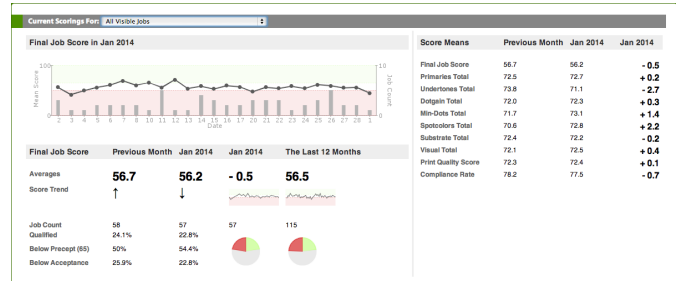 Current Scorings For: All Visible Jobs
Final Job Score in Jan 2014
Mean Score
10
0
Job Count
2 3 4 5 6 7 8 9 10 11 12 13 14 15 16 17 18 19 20 21 22 23 24 25 26 27 28 1
Date
Final Job Score Previous Month Jan 2014 Jan 2014 The Last 12 Months
Averages 56.7 56.2 - 0.5 56.5
Score Trend ↑ ↓
Job Count 58 57 57 115
Qualified 24.1% 22.8%
Below Precept (65) 50% 54.4%
Below Acceptance 25.9% 22.8%
Score Means Previous Month Jan 2014 Jan 2014
Final Job Score 56.7 56.2 - 0.5
Primaries Total 72.5 72.7 + 0.2
Undertones Total 73.8 71.1 - 2.7
Dotgain Total 72.0 72.3 + 0.3
Min-Dots Total 71.7 73.1 + 1.4
Spotcolors Total 70.6 72.8 + 2.2
Substrate Total 72.4 72.2 - 0.2
Visual Total 72.1 72.5 + 0.4
Print Quality Score 72.3 72.4 + 0.1
Compliance Rate 78.2 77.5 - 0.7